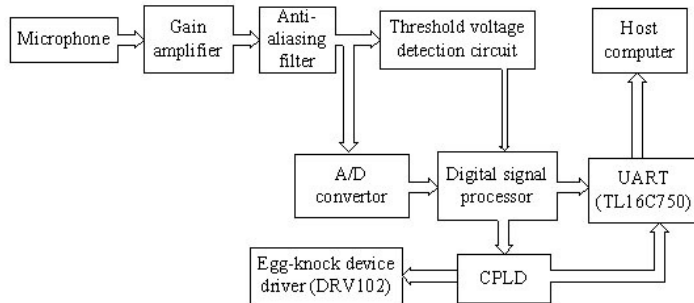 Microphone
Gain
amplifier
Anti-
aliasing
filter
Threshold voltage
detection circuit
Host
computer
A/D
convertor
Digital signal
processor
UART
(TL16C750)
Egg-knock device
driver (DRV102)
CPLD